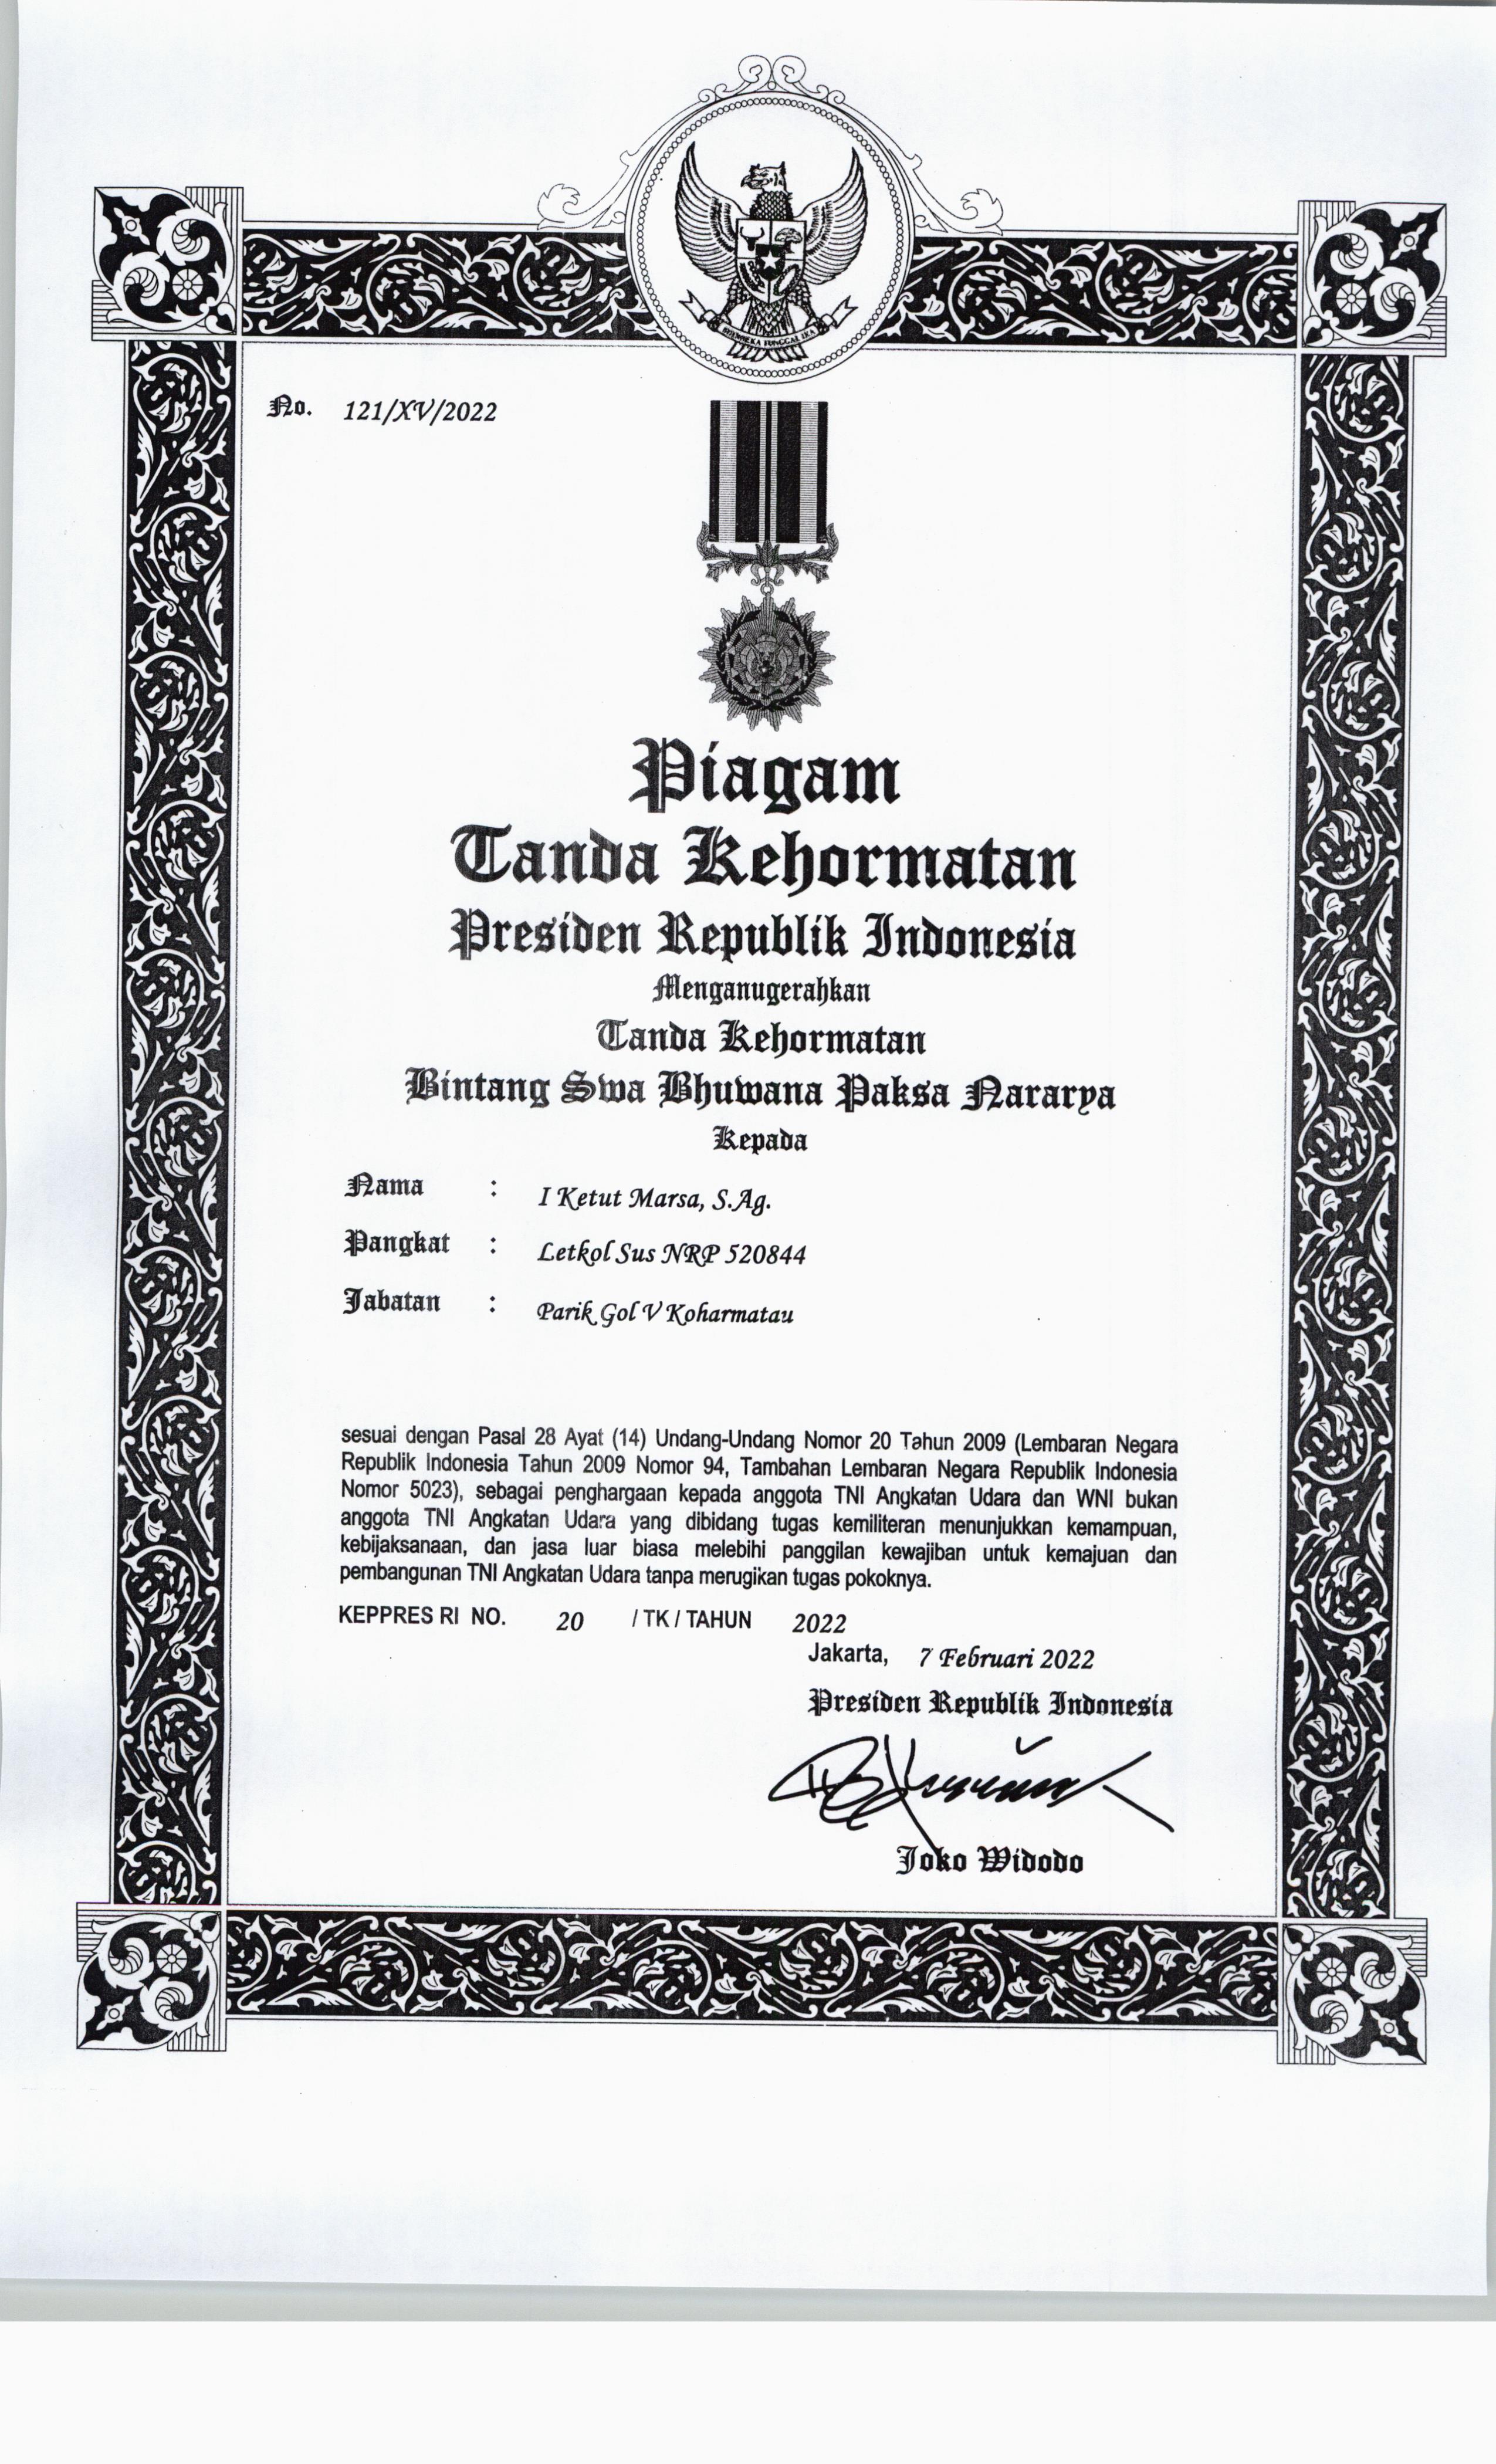 BHINNEKA TUNGGAL IKA
No. 121/XV/2022
Piagam
Tanda Kehormatan
Presiden Republik Indonesia
Menganugerahkan
Tanda Kehormatan
Bintang Swa Bhuwana Paksa Nararya
Kepada
Nama : I Ketut Marsa, S.Ag.
Pangkat : Letkol Sus NRP 520844
Jabatan : Parik Gol V Koharmatau
sesuai dengan Pasal 28 Ayat (14) Undang-Undang Nomor 20 Tahun 2009 (Lembaran Negara
Republik Indonesia Tahun 2009 Nomor 94, Tambahan Lembaran Negara Republik Indonesia
Nomor 5023), sebagai penghargaan kepada anggota TNI Angkatan Udara dan WNI bukan
anggota TNI Angkatan Udara yang dibidang tugas kemiliteran menunjukkan kemampuan,
kebijaksanaan, dan jasa luar biasa melebihi panggilan kewajiban untuk kemajuan dan
pembangunan TNI Angkatan Udara tanpa merugikan tugas pokoknya.
KEPPRES RI NO. 20 / TK / TAHUN 2022
Jakarta, 7 Februari 2022
Presiden Republik Indonesia
Joko Widodo